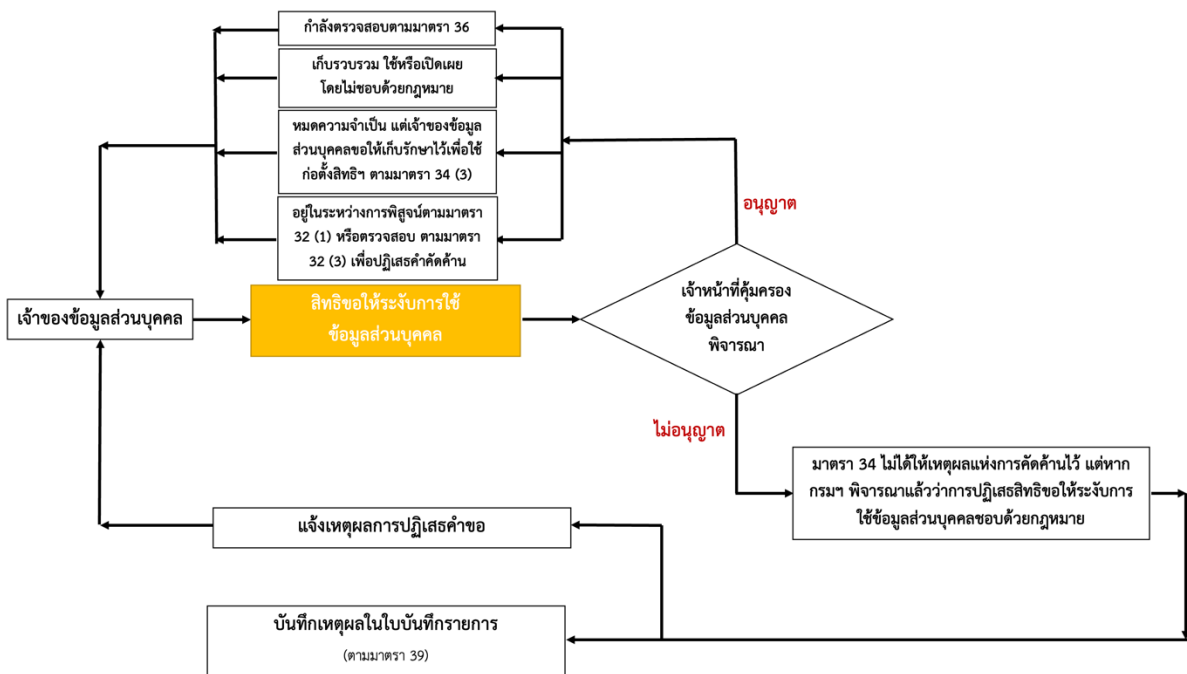 กำลังตรวจสอบตามมาตรา 36
เก็บรวบรวม ใช้หรือเปิดเผย
โดยไม่ชอบด้วยกฎหมาย
หมดความจำเป็น แต่เจ้าของข้อมูล
ส่วนบุคคลขอให้เก็บรักษาไว้เพื่อใช้
ก่อตั้งสิทธิฯ ตามมาตรา 34 (3)
อยู่ในระหว่างการพิสูจน์ตามมาตรา
32 (1) หรือตรวจสอบ ตามมาตรา
32 (3) เพื่อปฏิเสธคำคัดค้าน
อนุญาต
เจ้าของข้อมูลส่วนบุคคล
สิทธิขอให้ระงับการใช้
ข้อมูลส่วนบุคคล
เจ้าหน้าที่คุ้มครอง
ข้อมูลส่วนบุคคล
พิจารณา
ไม่อนุญาต
มาตรา 34 ไม่ได้ให้เหตุผลแห่งการคัดค้านไว้ แต่หาก
กรมฯ พิจารณาแล้วว่าการปฏิเสธสิทธิขอให้ระงับการ
ใช้ข้อมูลส่วนบุคคลชอบด้วยกฎหมาย
แจ้งเหตุผลการปฏิเสธคำขอ
บันทึกเหตุผลในใบบันทึกรายการ
(ตามมาตรา 39)